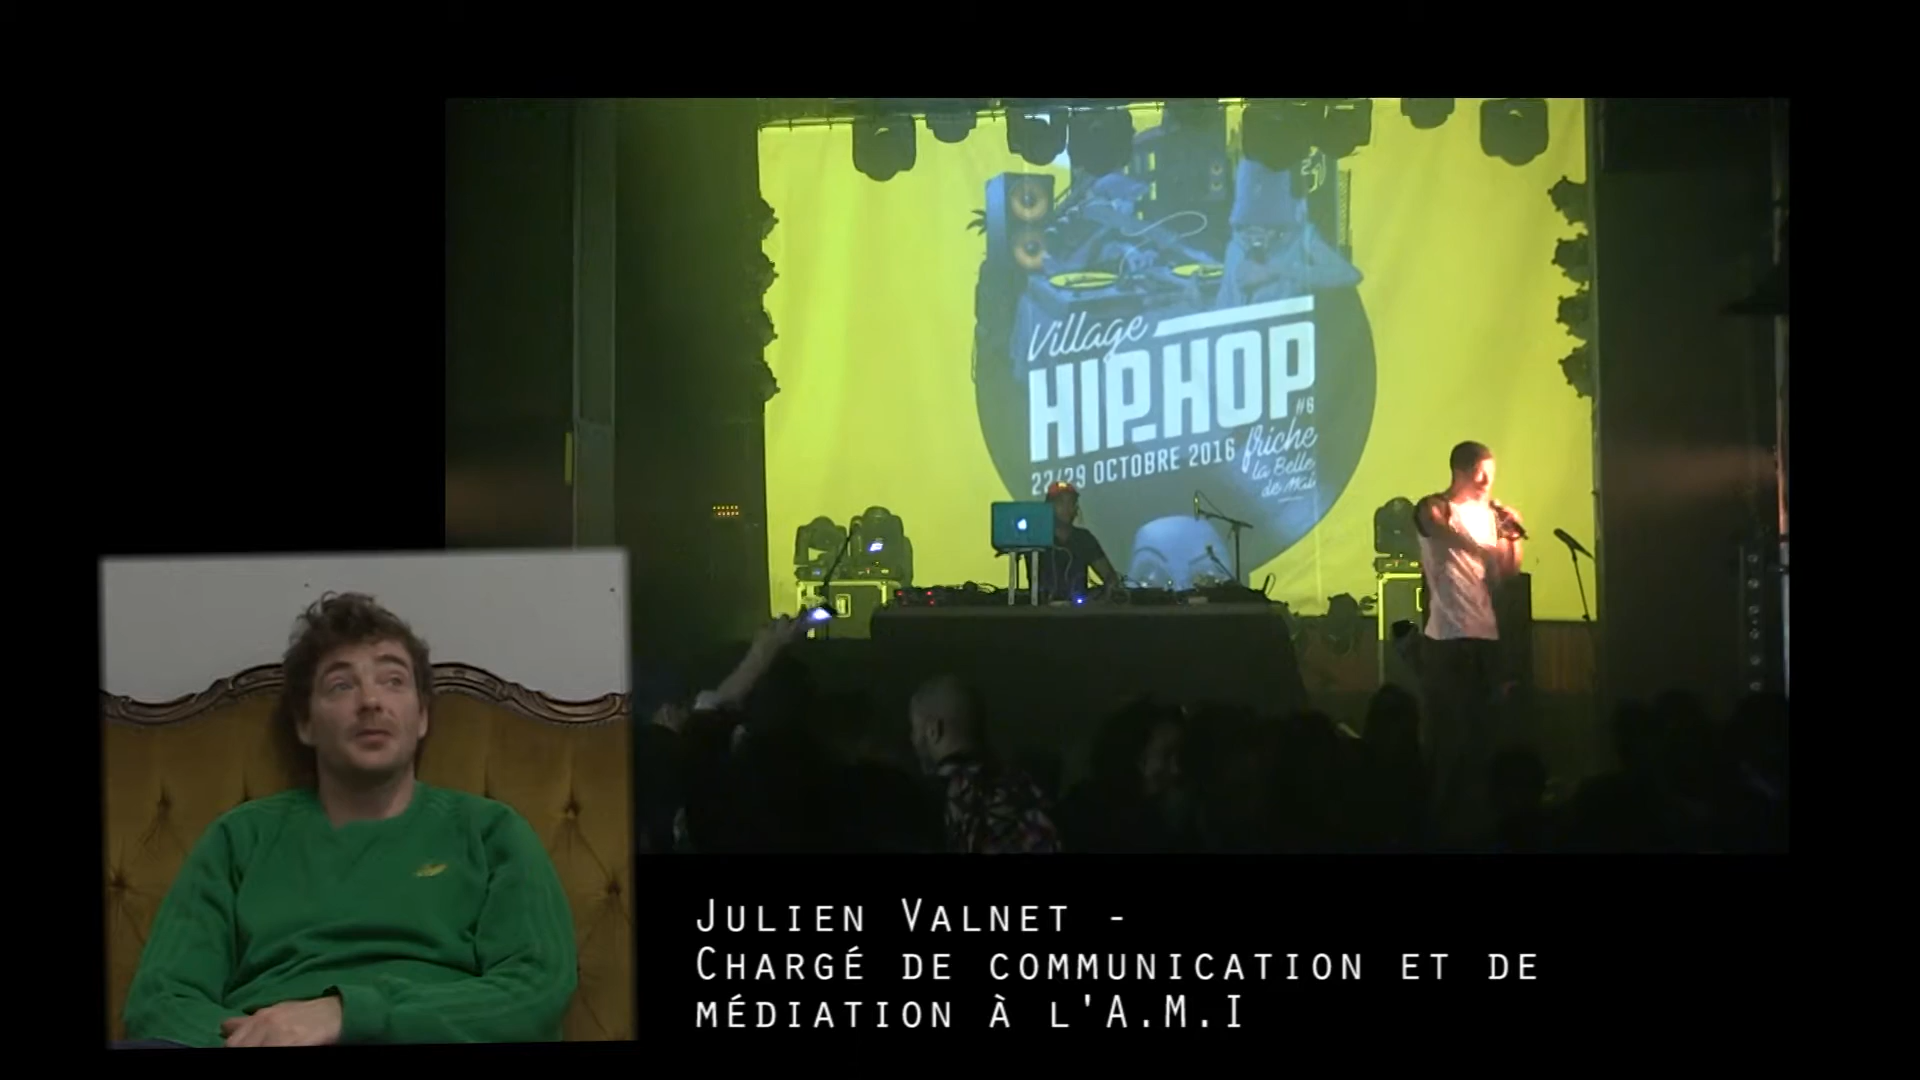 Village
HIP-HOP
#6
22/29 OCTOBRE 2016 friche
la Belle
de Mai
JULIEN VALNET -
CHARGÉ DE COMMUNICATION ET DE
MÉDIATION À L'A.M.I